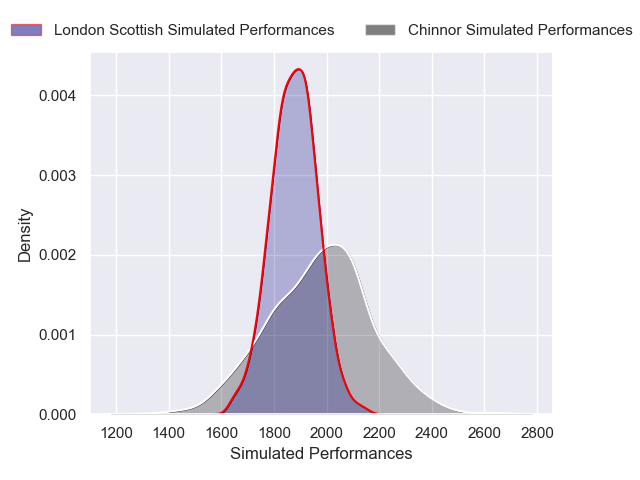 London Scottish Simulated Performances Chinnor Simulated Performances
0.004
0.003
0.002
0.001
0.000
Density
1200 1400 1600 1800 2000 2200 2400 2600 2800
Simulated Performances